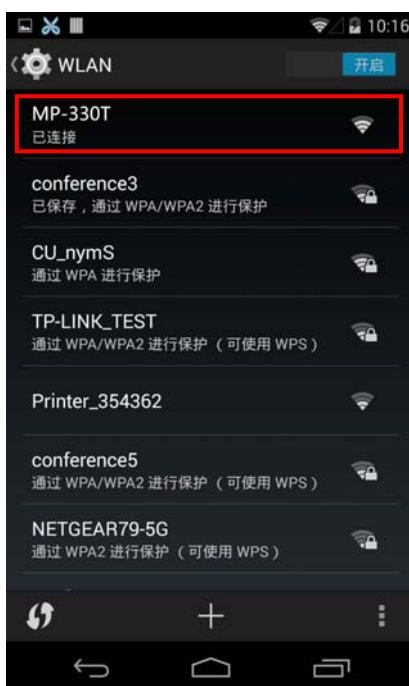 10:16
WLAN
开启
MP-330T
已连接
conference3
已保存，通过 WPA/WPA2 进行保护
CU_nymS
通过 WPA 进行保护
TP-LINK_TEST
通过 WPA/WPA2 进行保护 （可使用 WPS）
Printer_354362
conference5
通过 WPA/WPA2 进行保护 （可使用 WPS）
NETGEAR79-5G
通过 WPA2 进行保护 （可使用 WPS）